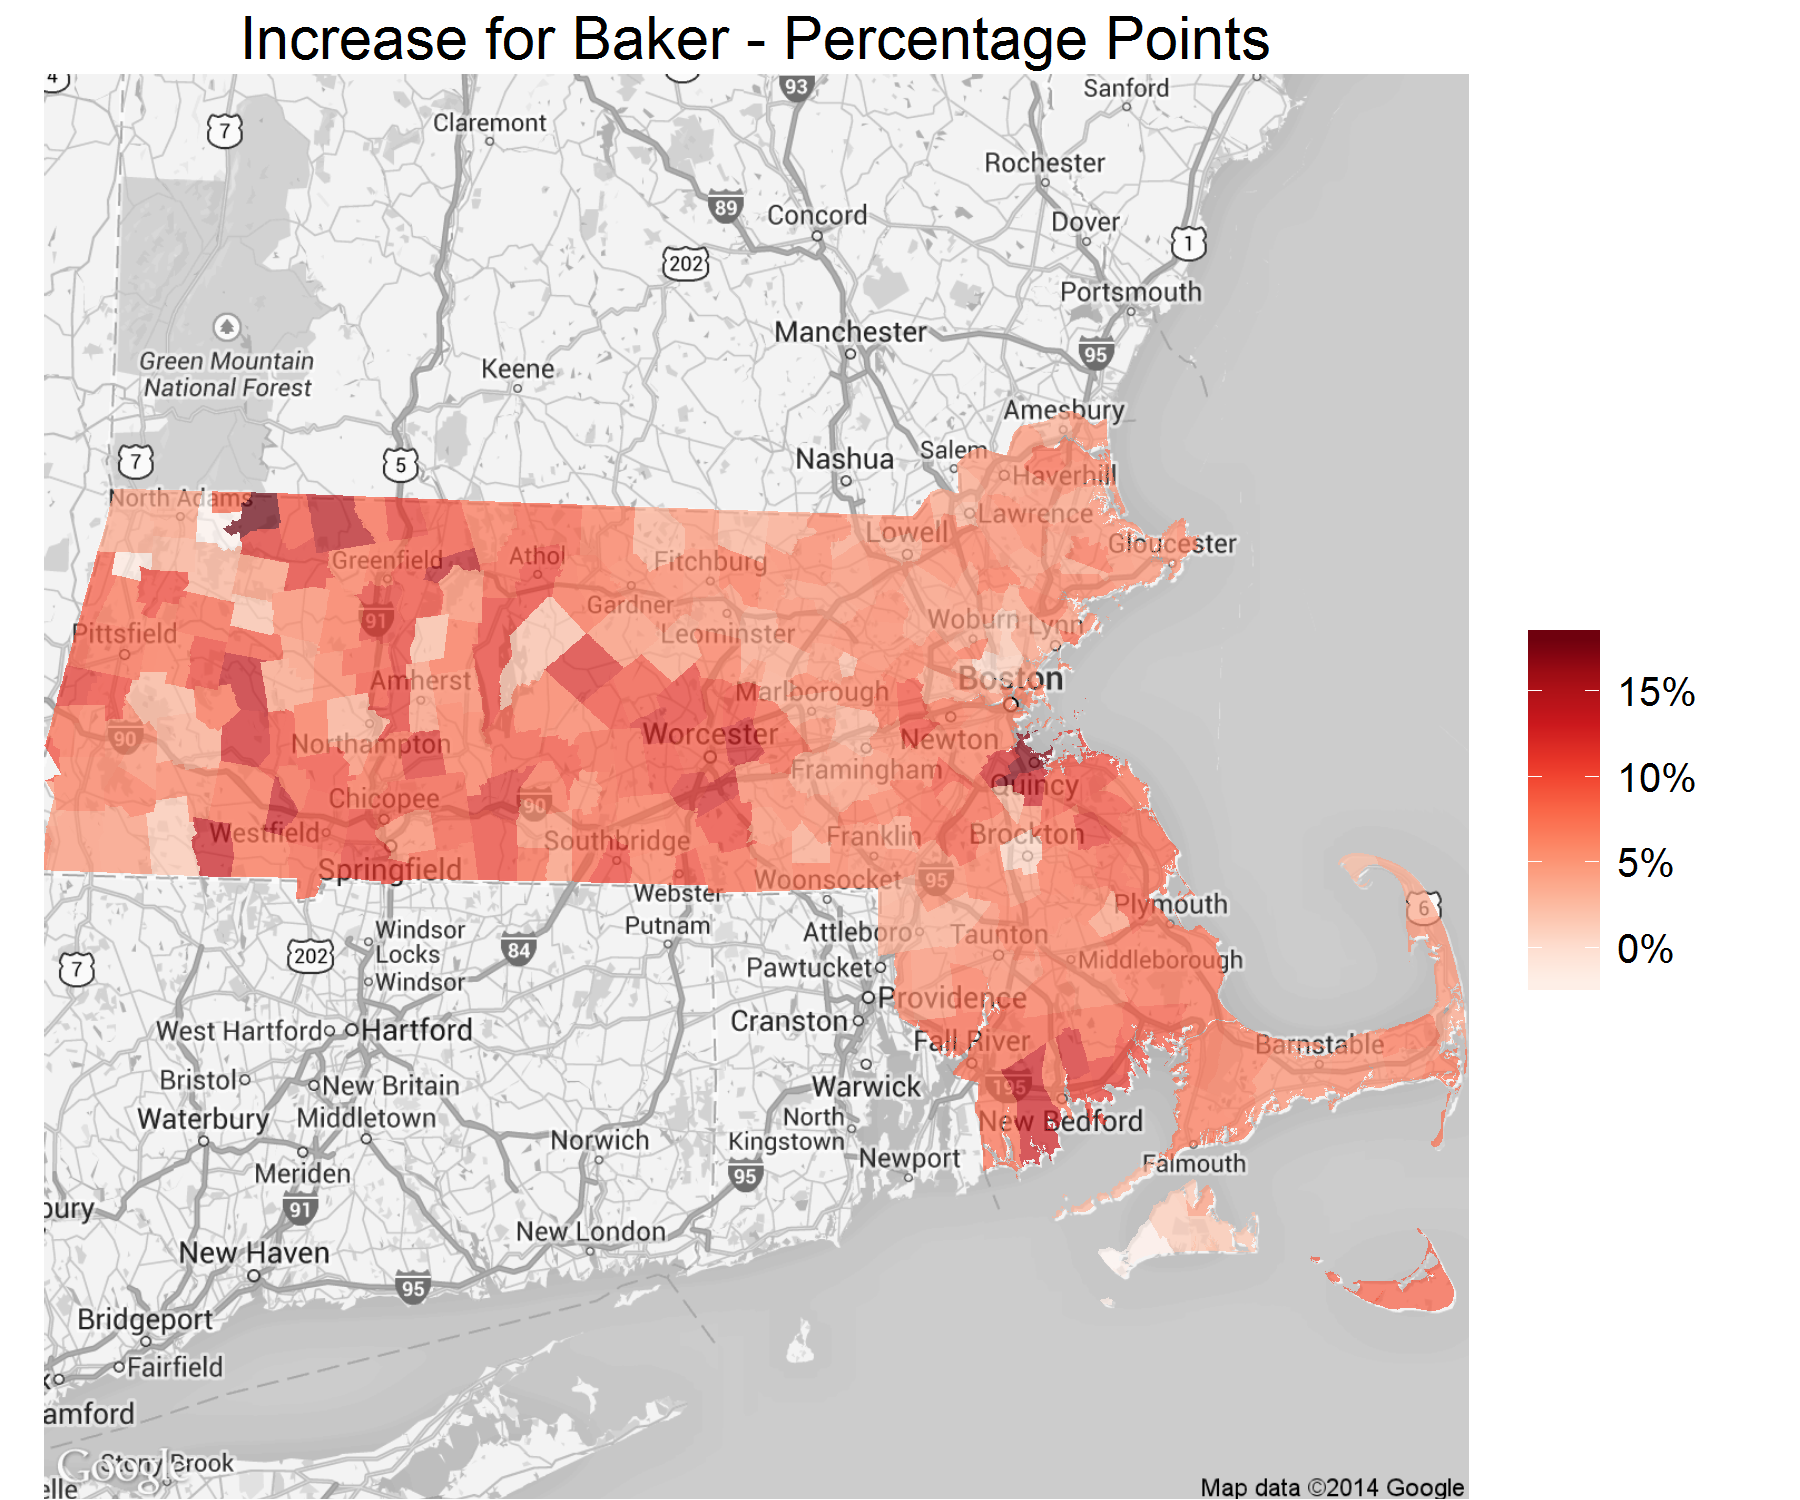 Increase for Baker - Percentage Points
4
93
Sanford
7
Claremont
Rochester
89
Concord
Dover
1
202
Portsmouth
Manchester
95
Green Mountain
National Forest
Keene
Amesbury
7
5
Nashua
Salem
Haverhill
North Adams
Lawrence
Lowell
Gloucester
Greenfield
Athol
Fitchburg
91
Gardner
Leominster
Woburn
Lynn
Pittsfield
Amherst
Marlborough
Boston
15%
90
Northampton
Worcester
Newton
Framingham
10%
Quincy
Chicopee
90
Westfield
Southbridge
Franklin
Brockton
Springfield
Woonsocket
95
5%
Webster
Plymouth
6
Putnam
Attleboro
Taunton
Windsor
Locks
84
202
7
Windsor
Pawtucket
Middleborough
0%
Providence
West Hartford
Hartford
Cranston
Fall River
Barnstable
Bristol
New Britain
Warwick
195
Waterbury
Middletown
North
Kingstown
New Bedford
Norwich
Newport
Falmouth
Meriden
95
bury
91
New London
New Haven
95
Bridgeport
Fairfield
x
amford
Google
Stony Brook
elle
Map data ©2014 Google